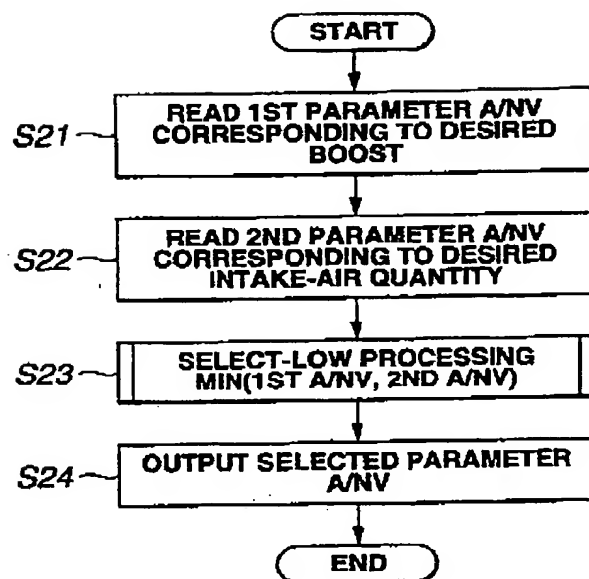 START
S21
READ 1ST PARAMETER A/NV
CORRESPONDING TO DESIRED
BOOST
S22
READ 2ND PARAMETER A/NV
CORRESPONDING TO DESIRED
INTAKE-AIR QUANTITY
S23
SELECT-LOW PROCESSING
MIN(1ST A/NV, 2ND A/NV)
S24
OUTPUT SELECTED PARAMETER
A/NV
END